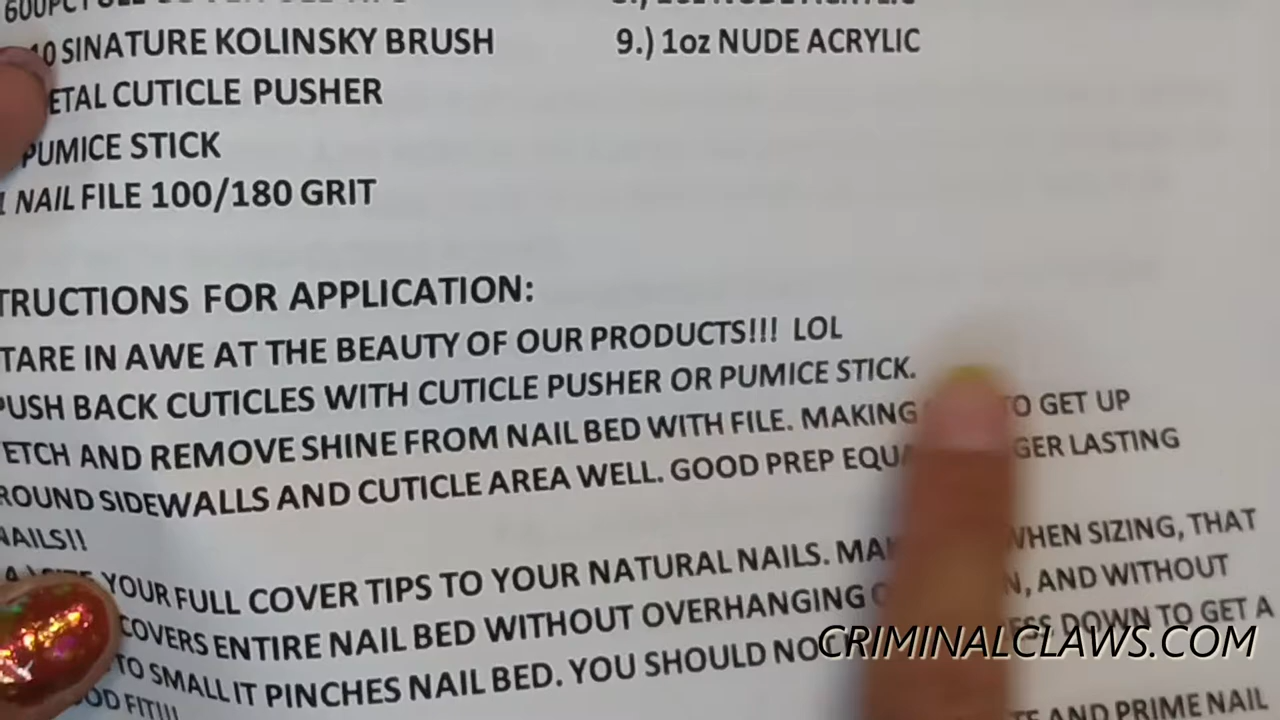 SINATURE KOLINSKY BRUSH
ETAL CUTICLE PUSHER
PUMICE STICK
1 NAIL FILE 100/180 GRIT
9.) 1oz NUDE ACRYLIC
TRUCTIONS FOR APPLICATION:
TARE IN AWE AT THE BEAUTY OF OUR PRODUCTS!!! LOL
PUSH BACK CUTICLES WITH CUTICLE PUSHER OR PUMICE STICK.
ETCH AND REMOVE SHINE FROM NAIL BED WITH FILE. MAKING TO GET UP
ROUND SIDEWALLS AND CUTICLE AREA WELL. GOOD PREP EQUA GER LASTING
NAILS!!
YOUR FULL COVER TIPS TO YOUR NATURAL NAILS. MA WHEN SIZING, THAT
COVERS ENTIRE NAIL BED WITHOUT OVERHANGING N, AND WITHOUT
TO SMALL IT PINCHES NAIL BED. YOU SHOULD NO ESS DOWN TO GET A
OD FIT!!!
AND PRIME NAIL
CRIMINALCLAWS.COM